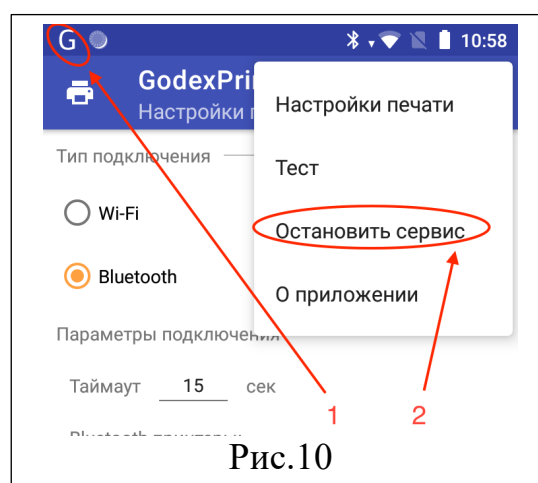 G 10:58
GodexPri
Настройки п
Настройки печати
Тест
Остановить сервис
О приложении
Тип подключения
Wi-Fi
Bluetooth
Параметры подключения
Таймаут 15 сек
1 2
Рис.10